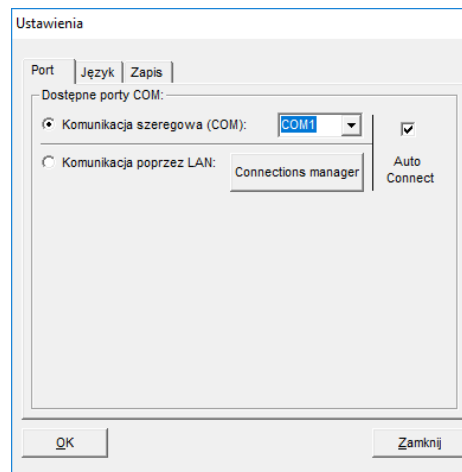 Ustawienia
Port Język Zapis
Dostępne porty COM:
Komunikacja szeregowa (COM): COM1
Komunikacja poprzez LAN: Connections manager
Auto
Connect
OK Zamknij